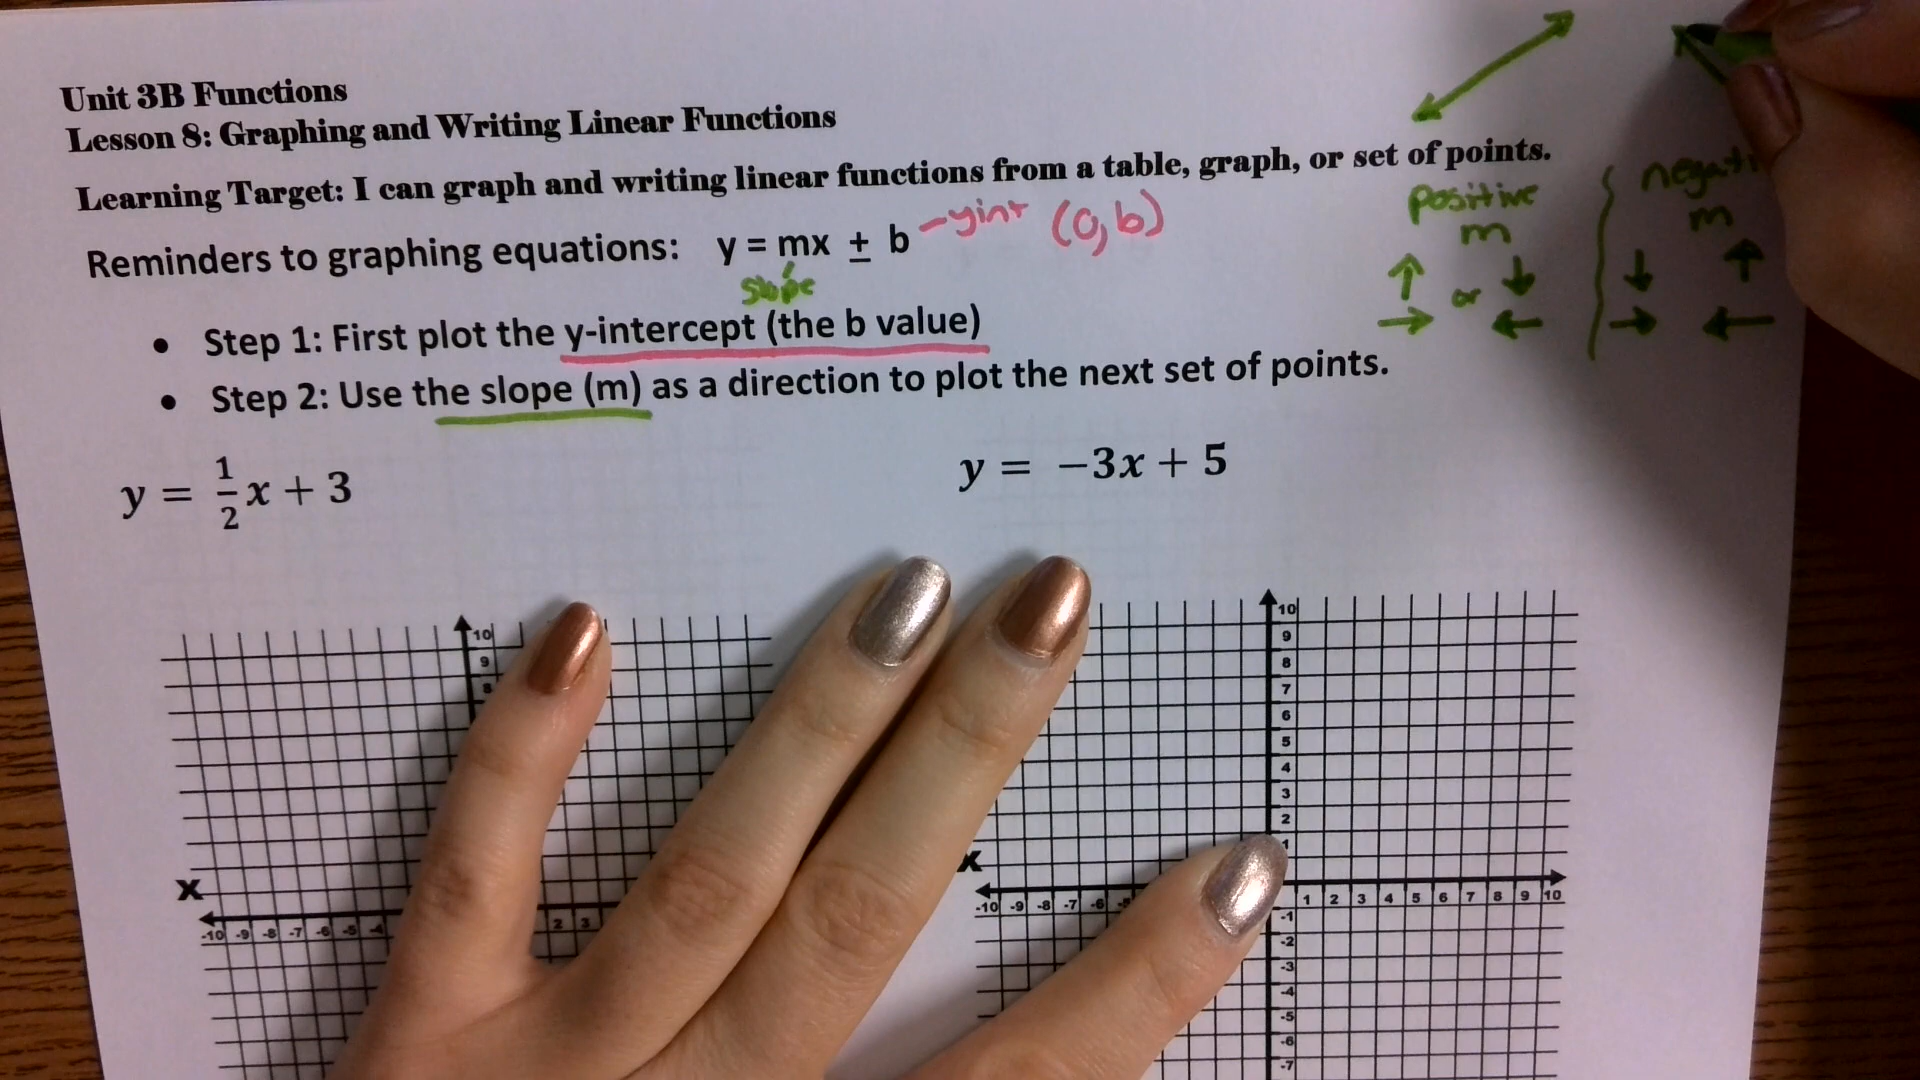 Unit 3B Functions
Lesson 8: Graphing and Writing Linear Functions
Learning Target: I can graph and writing linear functions from a table, graph, or set of points.
Reminders to graphing equations: y = mx ± b - yint (0,b)
slope
positive
m
or
m
• Step 1: First plot the y-intercept (the b value)
• Step 2: Use the slope (m) as a direction to plot the next set of points.
y = 1/2 x + 3
y = −3x + 5
10
9
8
X
-10 -9 -8 -7 -6 -5 -4 2 3
10
9
8
7
6
5
4
3
2
1
X
-10 -9 -8 -7 -6 1 2 3 4 5 6 7 8 9 10
-1
-2
-3
-4
-5
-6
-7